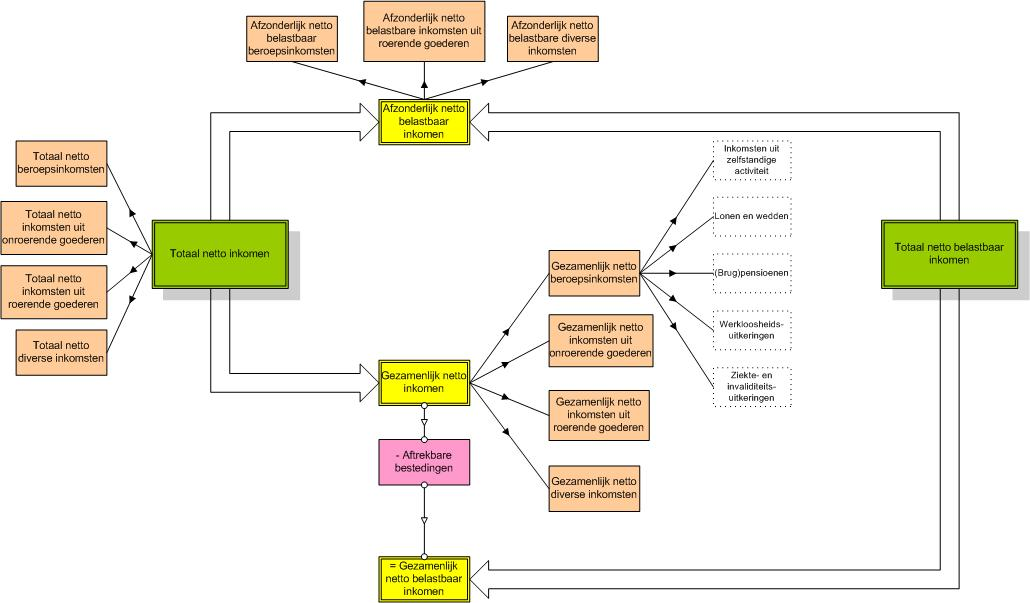 Afzonderlijk netto
belastbaar
beroepsinkomsten
Afzonderlijk netto
belastbare inkomsten uit
roerende goederen
Afzonderlijk netto
belastbare diverse
inkomsten
Afzonderlijk netto
belastbaar
inkomen
Totaal netto
beroepsinkomsten
Totaal netto
inkomsten uit
onroerende goederen
Totaal netto
inkomsten uit
roerende goederen
Totaal netto
diverse inkomsten
Totaal netto inkomen
Gezamenlijk netto
inkomen
- Aftrekbare
bestedingen
= Gezamenlijk
netto belastbaar
inkomen
Gezamenlijk netto
beroepsinkomsten
Gezamenlijk netto
inkomsten uit
onroerende goederen
Gezamenlijk netto
inkomsten uit
roerende goederen
Gezamenlijk netto
diverse inkomsten
Inkomsten uit
zelfstandige
activiteit
Lonen en wedden
(Brug)pensioenen
Werkloosheids-
uitkeringen
Ziekte- en
invaliditeits-
uitkeringen
Totaal netto belastbaar
inkomen